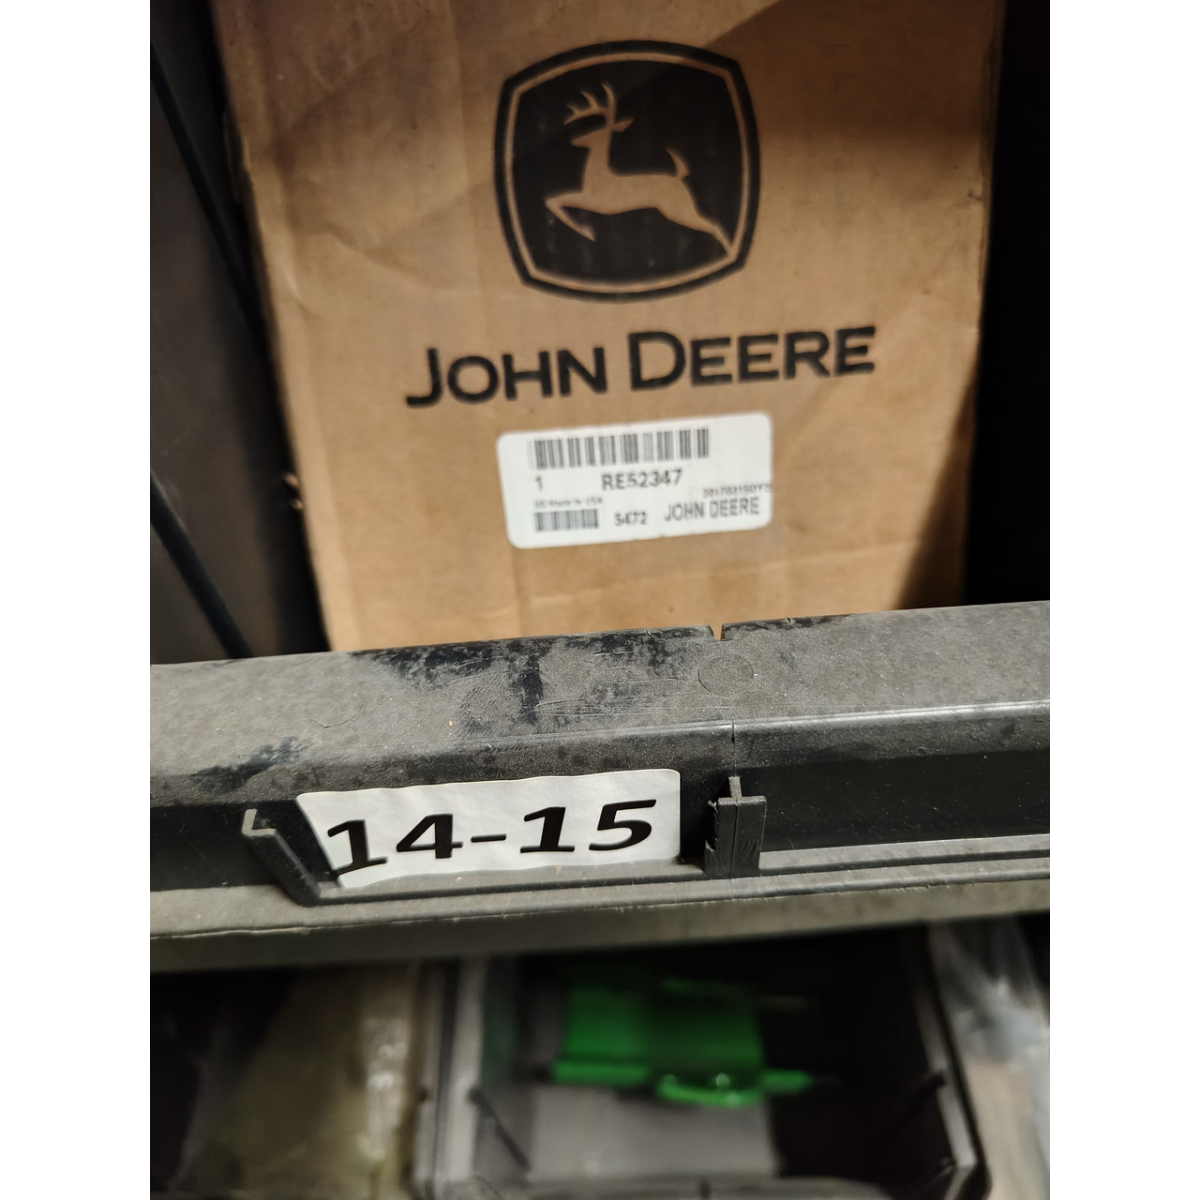 JOHN DEERE
1 RE52347
5472 JOHN DEERE
14-15